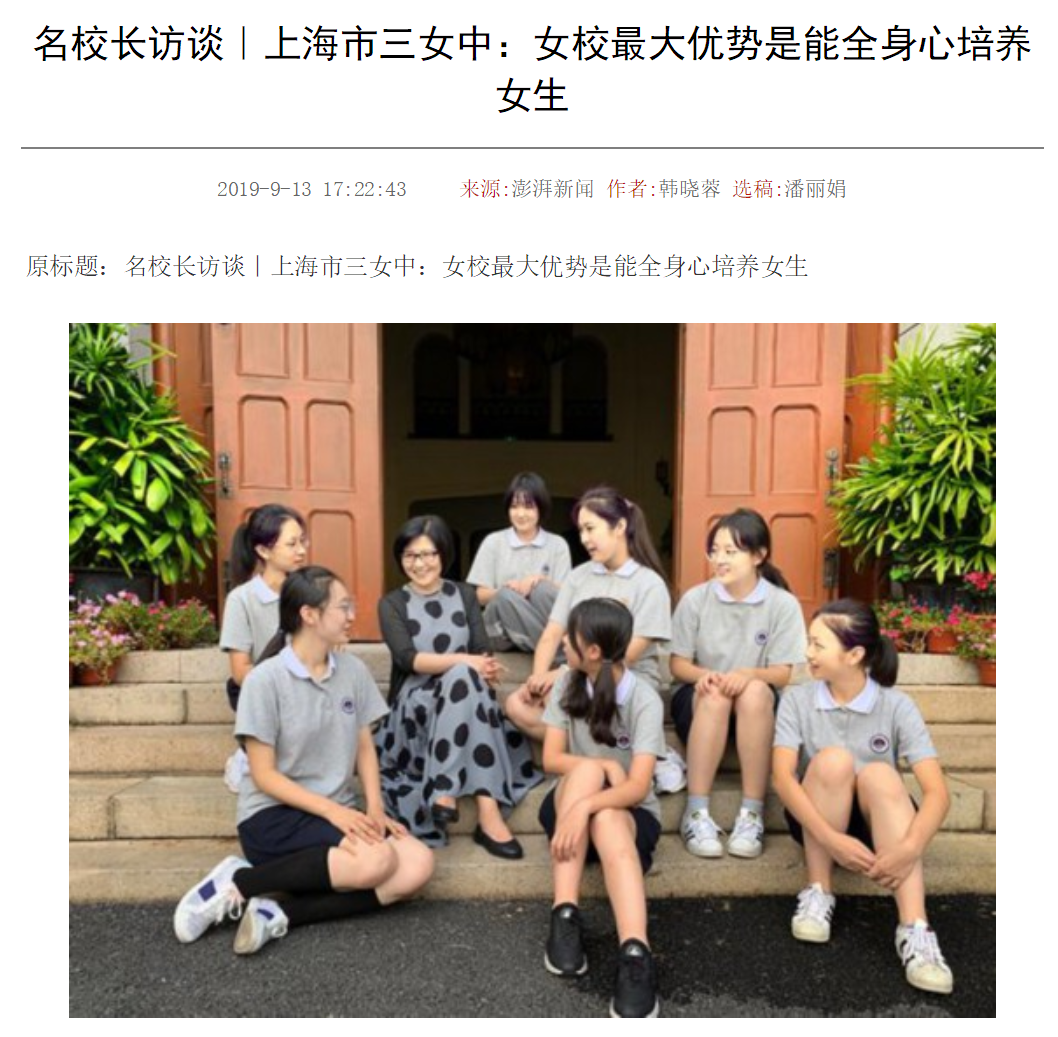 名校长访谈｜上海市三女中：女校最大优势是能全身心培养
女生
2019-9-13 17:22:43 来源:澎湃新闻 作者:韩晓蓉 选稿:潘丽娟
原标题：名校长访谈｜上海市三女中：女校最大优势是能全身心培养女生